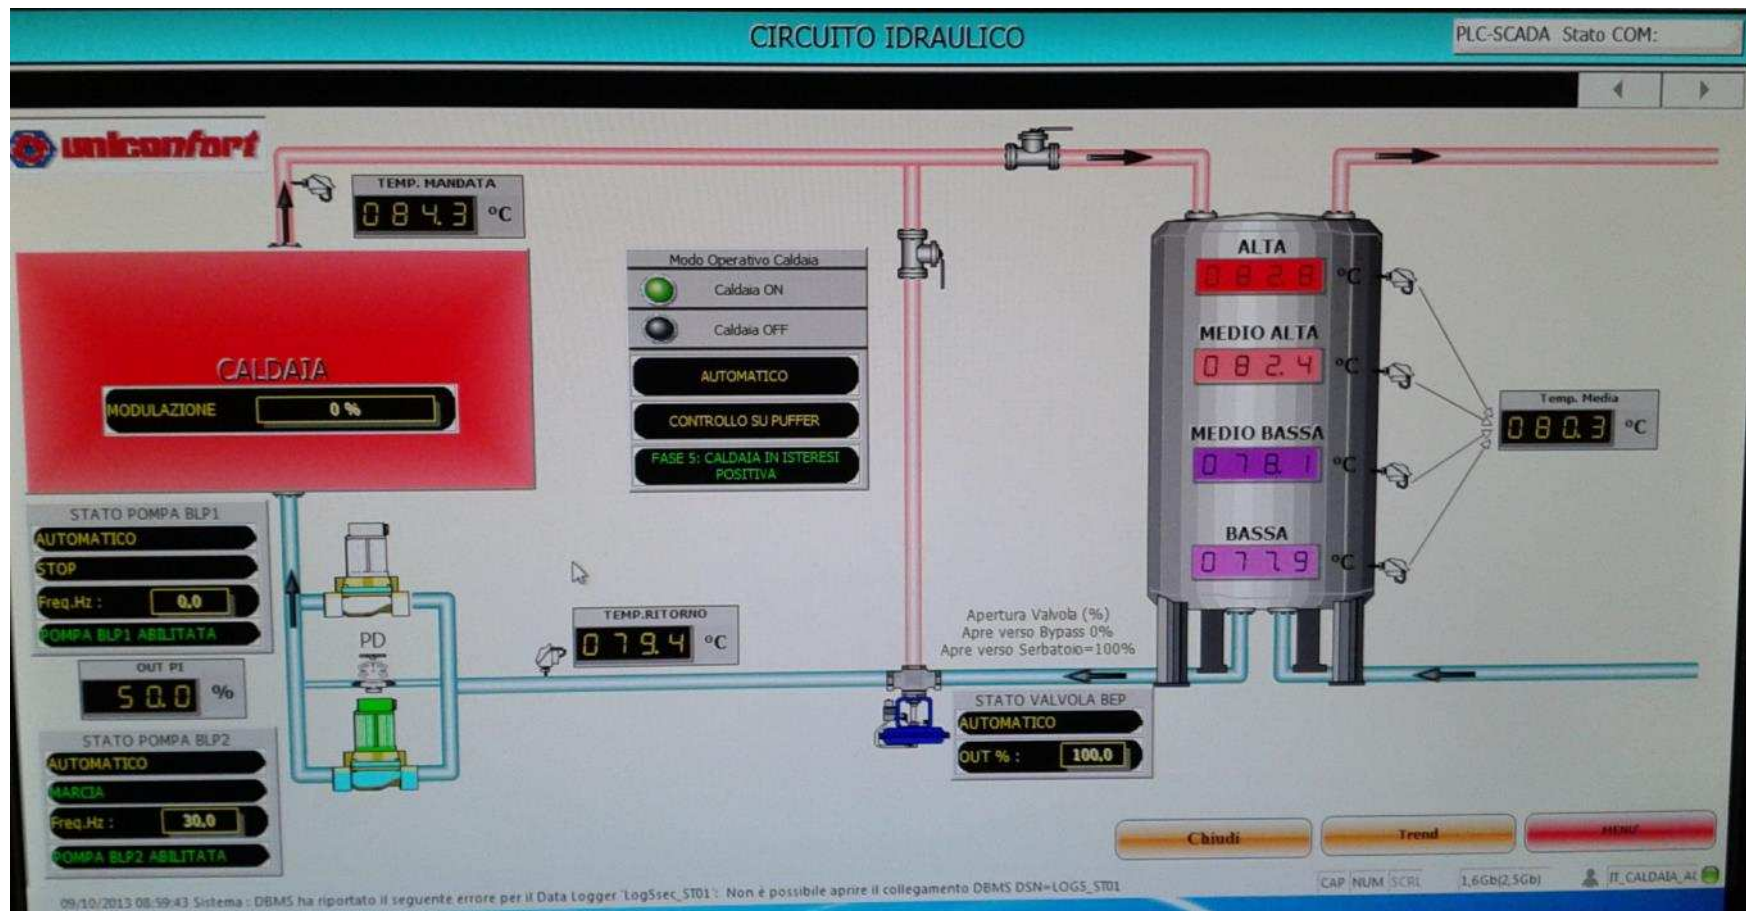 CIRCUITO IDRAULICO
PLC-SCADA Stato COM:
uniconfort
TEMP. MANDATA
084.3 °C
CALDAIA
MODULAZIONE 0 %
Modo Operativo Caldaia
Caldaia ON
Caldaia OFF
AUTOMATICO
CONTROLLO SU PUFFER
FASE 5: CALDAIA IN ISTERESI
POSITIVA
ALTA
082.8 °C
MEDIO ALTA
082.4 °C
MEDIO BASSA
078.1 °C
BASSA
077.9 °C
Temp. Media
080.3 °C
STATO POMPA BLP1
AUTOMATICO
STOP
Freq.Hz : 0,0
POMPA BLP1 ABILITATA
OUT PI
50.0 %
STATO POMPA BLP2
AUTOMATICO
MARCIA
Freq.Hz : 30,0
POMPA BLP2 ABILITATA
PD
TEMP.RITORNO
079.4 °C
Apertura Valvola (%)
Apre verso Bypass 0%
Apre verso Serbatoio=100%
STATO VALVOLA BEP
AUTOMATICO
OUT % : 100,0
Chiudi
Trend
MENU'
09/10/2013 08:59:43 Sistema : DBMS ha riportato il seguente errore per il Data Logger 'Log5sec_ST01': Non è possibile aprire il collegamento DBMS DSN=LOGS_ST01
CAP NUM SCRL
1,6Gb(2,5Gb)
IT_CALDAIA_AL